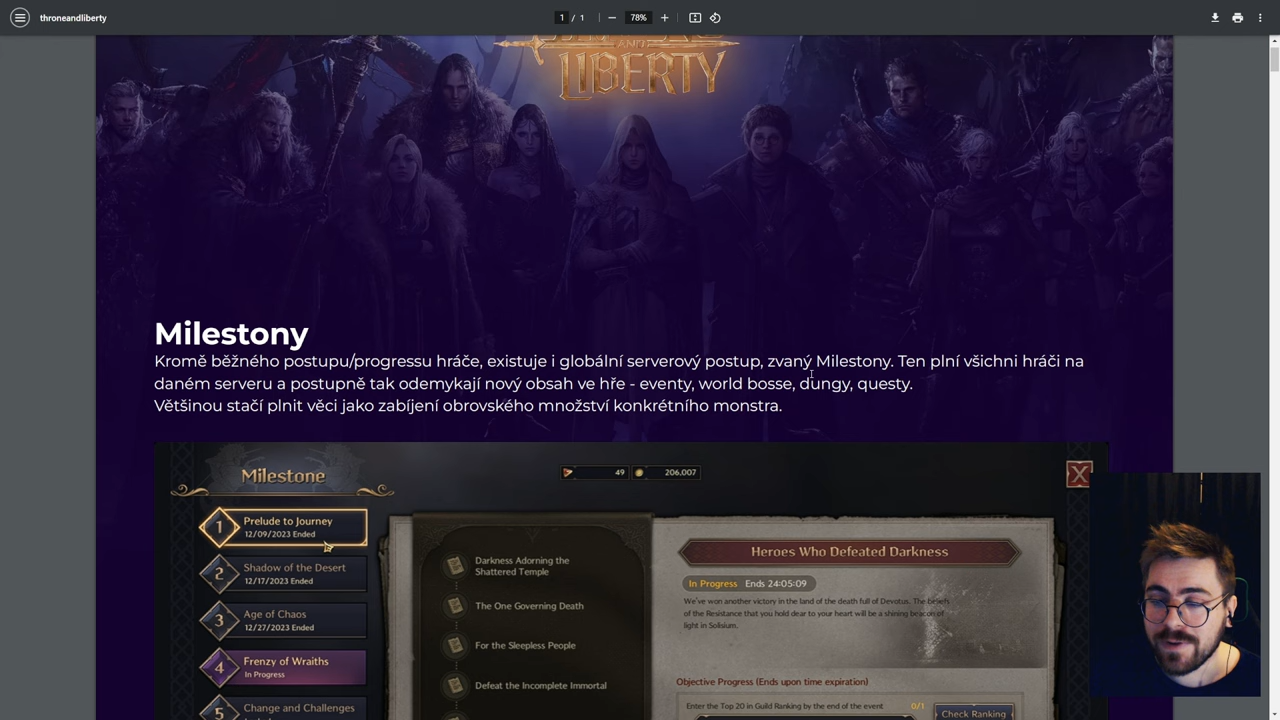 throneandliberty
1 / 1
78%
AND
LIBERTY
Milestony
Kromě běžného postupu/progressu hráče, existuje i globální serverový postup, zvaný Milestony. Ten plní všichni hráči na
daném serveru a postupně tak odemykají nový obsah ve hře - eventy, world bosse, dungy, questy.
Většinou stačí plnit věci jako zabíjení obrovského množství konkrétního monstra.
Milestone
49
206,007
X
1
Prelude to Journey
12/09/2023 Ended
2
Shadow of the Desert
12/17/2023 Ended
3
Age of Chaos
12/27/2023 Ended
4
Frenzy of Wraiths
In Progress
5
Change and Challenges
Darkness Adorning the
Shattered Temple
The One Governing Death
For the Sleepless People
Defeat the Incomplete Immortal
Heroes Who Defeated Darkness
In Progress Ends 24:05:09
We've won another victory in the land of the death full of Devotus. The beliefs
of the Resistance that you hold dear to your heart will be a shining beacon of
light in Solisium.
Objective Progress (Ends upon time expiration)
Enter the Top 20 in Guild Ranking by the end of the event
0/1
Check Ranking